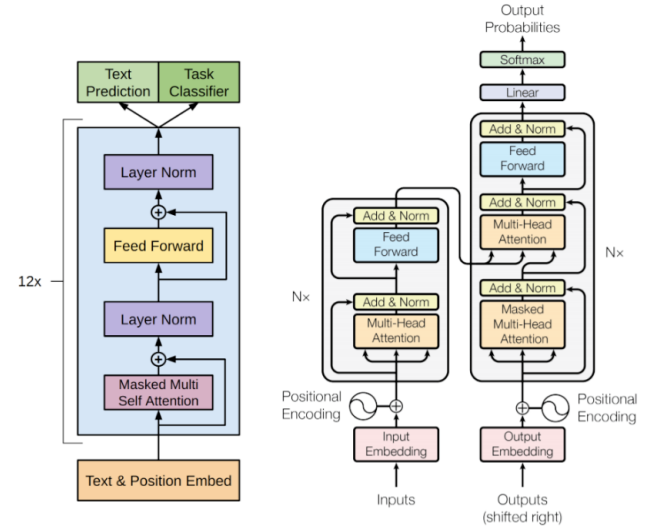 Text
Prediction
Task
Classifier
Layer Norm
Feed Forward
12x
Layer Norm
Masked Multi
Self Attention
Text & Position Embed
Add & Norm
Feed
Forward
Nx
Add & Norm
Multi-Head
Attention
Positional
Encoding
Input
Embedding
Inputs
Output
Probabilities
Softmax
Linear
Add & Norm
Feed
Forward
Add & Norm
Multi-Head
Attention
Nx
Add & Norm
Masked
Multi-Head
Attention
Positional
Encoding
Output
Embedding
Outputs
(shifted right)